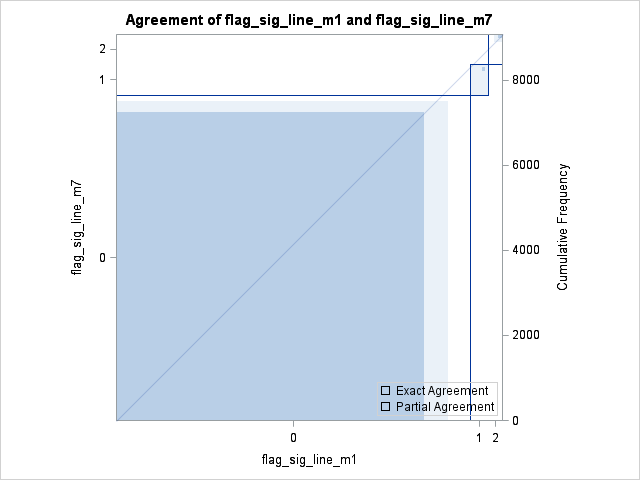 Agreement of flag_sig_line_m1 and flag_sig_line_m7
2
1
0
flag_sig_line_m7
8000
6000
4000
2000
0
Cumulative Frequency
Exact Agreement
Partial Agreement
0
1
2
flag_sig_line_m1